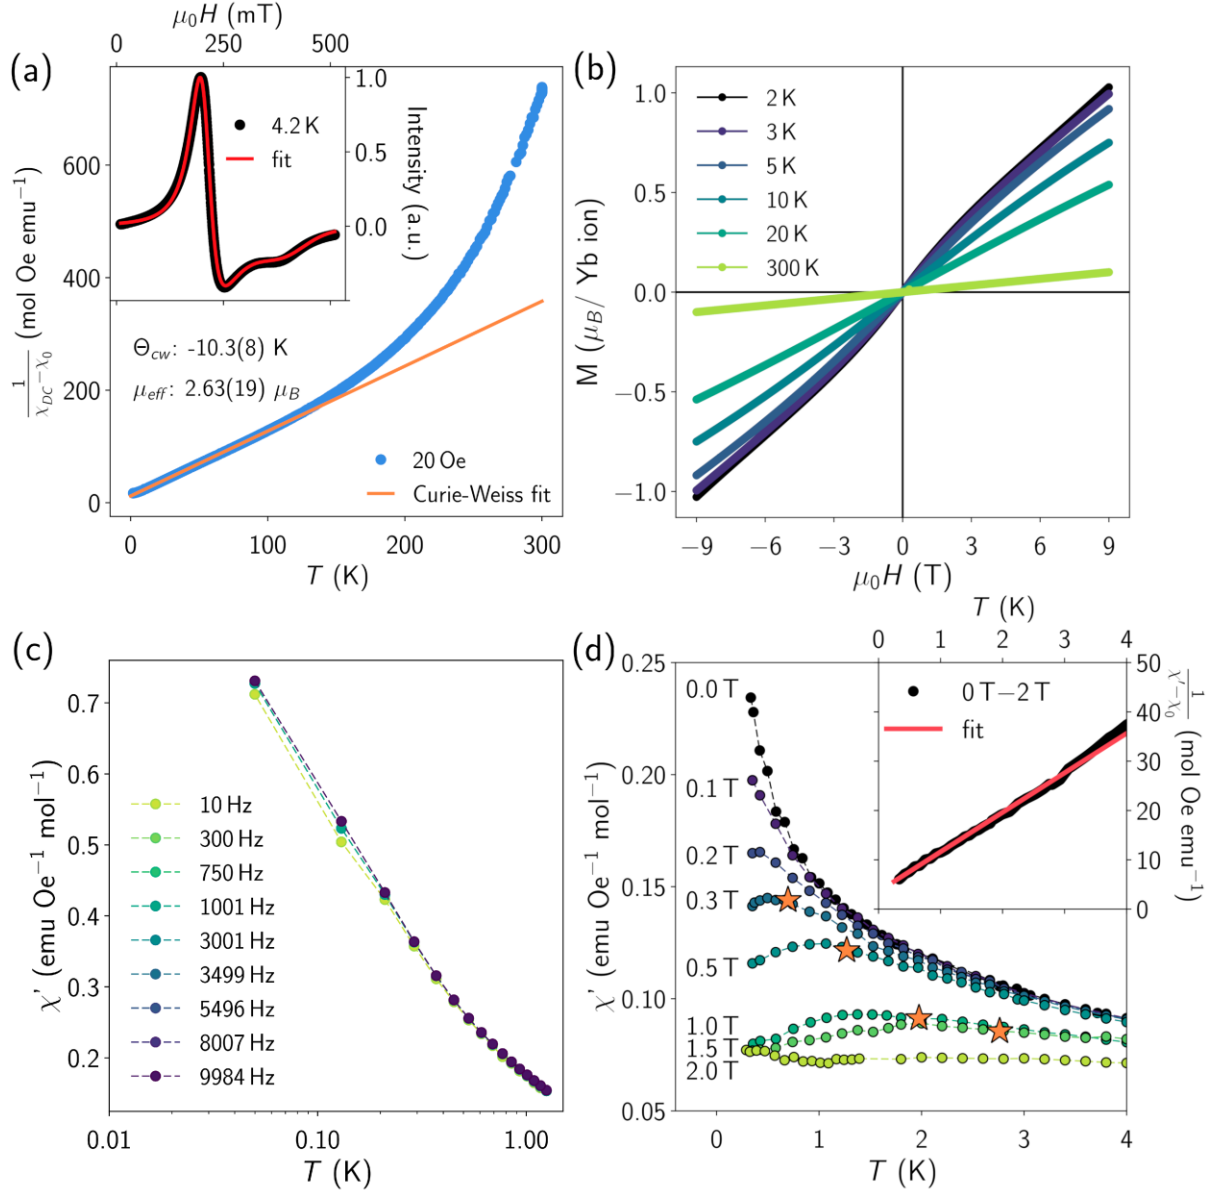 (a)
μ₀H (mT)
0 250 500
1.0
0.5
0.0
Intensity (a.u.)
4.2 K
fit
600
400
200
0
1/(χ_DC−χ₀) (mol Oe emu⁻¹)
Θ_cw: -10.3(8) K
μ_eff: 2.63(19) μ_B
20 Oe
Curie-Weiss fit
0 100 200 300
T (K)
(b)
2 K
3 K
5 K
10 K
20 K
300 K
1.0
0.5
0.0
−0.5
−1.0
M (μ_B/ Yb ion)
−9 −6 −3 0 3 6 9
μ₀H (T)
(c)
0.7
0.6
0.5
0.4
0.3
0.2
χ' (emu Oe⁻¹ mol⁻¹)
10 Hz
300 Hz
750 Hz
1001 Hz
3001 Hz
3499 Hz
5496 Hz
8007 Hz
9984 Hz
0.01 0.10 1.00
T (K)
(d)
T (K)
0 1 2 3 4
50
40
30
20
10
0
1/(χ'−χ₀) (mol Oe emu⁻¹)
0 T−2 T
fit
0.25
0.20
0.15
0.10
0.05
χ' (emu Oe⁻¹ mol⁻¹)
0.0 T
0.1 T
0.2 T
0.3 T
0.5 T
1.0 T
1.5 T
2.0 T
0 1 2 3 4
T (K)